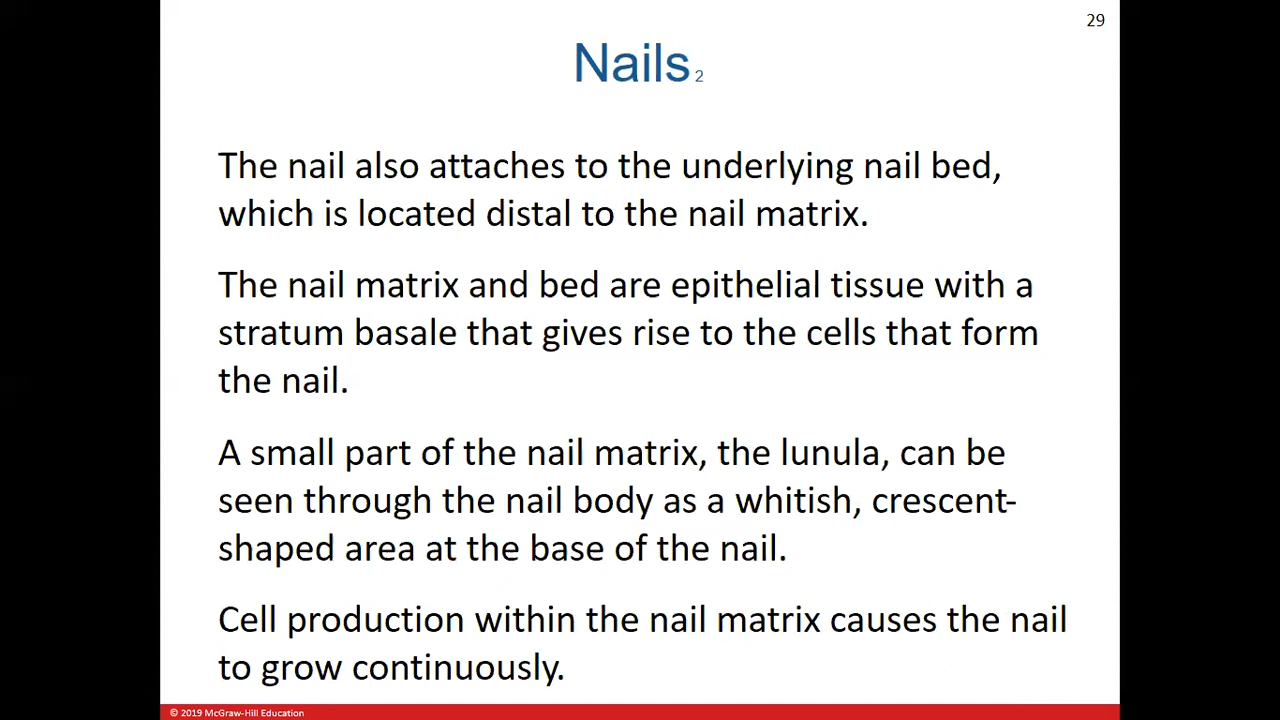 29
Nails 2
The nail also attaches to the underlying nail bed,
which is located distal to the nail matrix.
The nail matrix and bed are epithelial tissue with a
stratum basale that gives rise to the cells that form
the nail.
A small part of the nail matrix, the lunula, can be
seen through the nail body as a whitish, crescent-
shaped area at the base of the nail.
Cell production within the nail matrix causes the nail
to grow continuously.
© 2019 McGraw-Hill Education